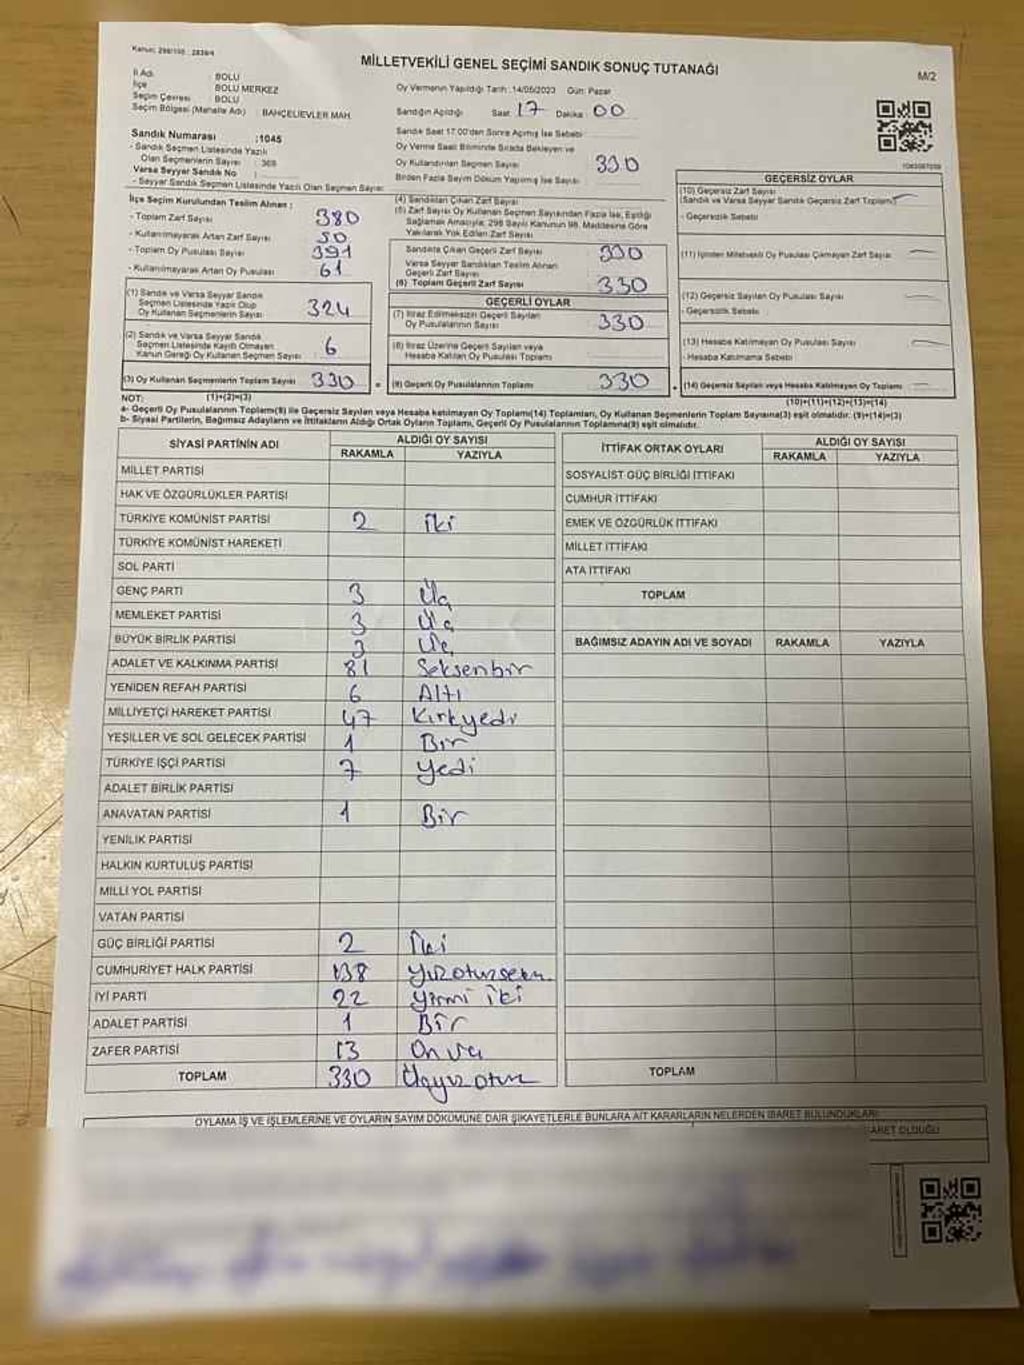 Kanun: 298/105 : 2839/4
MİLLETVEKİLİ GENEL SEÇİMİ SANDIK SONUÇ TUTANAĞI
M/2
İl Adı : BOLU
İlçe : BOLU MERKEZ
Seçim Çevresi : BOLU
Seçim Bölgesi (Mahalle Adı) : BAHÇELİEVLER MAH.
Oy Vermenin Yapıldığı Tarih :14/05/2023 Gün: Pazar
Sandığın Açıldığı Saat 17 Dakika 00
Sandık Numarası :1045
- Sandık Seçmen Listesinde Yazılı
Olan Seçmenlerin Sayısı : 369
Varsa Seyyar Sandık No :
- Seyyar Sandık Seçmen Listesinde Yazılı Olan Seçmen Sayısı:
Sandık Saat 17:00'den Sonra Açılmış İse Sebebi
Oy Verme Saati Bitiminde Sırada Bekleyen ve
Oy Kullandırılan Seçmen Sayısı 330
Birden Fazla Sayım Döküm Yapılmış İse Sayısı
İlçe Seçim Kurulundan Teslim Alınan :
- Toplam Zarf Sayısı 380
- Kullanılmayarak Artan Zarf Sayısı 50
- Toplam Oy Pusulası Sayısı 391
- Kullanılmayarak Artan Oy Pusulası 61
(1) Sandık ve Varsa Seyyar Sandık
Seçmen Listesinde Yazılı Olup
Oy Kullanan Seçmenlerin Sayısı 324
(2) Sandık ve Varsa Seyyar Sandık
Seçmen Listesinde Kayıtlı Olmayan
Kanun Gereği Oy Kullanan Seçmen Sayısı 6
(3) Oy Kullanan Seçmenlerin Toplam Sayısı 330
(1)+(2)=(3)
(4) Sandıktan Çıkan Zarf Sayısı
(5) Zarf Sayısı Oy Kullanan Seçmen Sayısından Fazla İse, Eşitliği
Sağlamak Amacıyla; 298 Sayılı Kanunun 98. Maddesine Göre
Yakılarak Yok Edilen Zarf Sayısı
Sandıkta Çıkan Geçerli Zarf Sayısı 330
Varsa Seyyar Sandıktan Teslim Alınan
Geçerli Zarf Sayısı
(6) Toplam Geçerli Zarf Sayısı 330
GEÇERLİ OYLAR
(7) İtiraz Edilmeksizin Geçerli Sayılan
Oy Pusulalarının Sayısı 330
(8) İtiraz Üzerine Geçerli Sayılan veya
Hesaba Katılan Oy Pusulası Toplamı
= (9) Geçerli Oy Pusulalarının Toplamı 330
GEÇERSİZ OYLAR
(10) Geçersiz Zarf Sayısı
(Sandık ve Varsa Seyyar Sandık Geçersiz Zarf Toplamı)
- Geçersizlik Sebebi
(11) İçinden Milletvekili Oy Pusulası Çıkmayan Zarf Sayısı
(12) Geçersiz Sayılan Oy Pusulası Sayısı
- Geçersizlik Sebebi
(13) Hesaba Katılmayan Oy Pusulası Sayısı
- Hesaba Katılmama Sebebi
(14) Geçersiz Sayılan veya Hesaba Katılmayan Oy Toplamı
(10)+(11)+(12)+(13)=(14)
NOT:
a- Geçerli Oy Pusulalarının Toplamı(9) ile Geçersiz Sayılan veya Hesaba katılmayan Oy Toplamı(14) Toplamları, Oy Kullanan Seçmenlerin Toplam Sayısına(3) eşit olmalıdır. (9)+(14)=(3)
b- Siyasi Partilerin, Bağımsız Adayların ve İttifakların Aldığı Ortak Oyların Toplamı, Geçerli Oy Pusulalarının Toplamına(9) eşit olmalıdır.
SİYASİ PARTİNİN ADI ALDIĞI OY SAYISI
RAKAMLA YAZIYLA
MİLLET PARTİSİ
HAK VE ÖZGÜRLÜKLER PARTİSİ
TÜRKİYE KOMÜNİST PARTİSİ 2 İki
TÜRKİYE KOMÜNİST HAREKETİ
SOL PARTİ
GENÇ PARTİ 3 Üç
MEMLEKET PARTİSİ 3 Üç
BÜYÜK BİRLİK PARTİSİ 3 Üç
ADALET VE KALKINMA PARTİSİ 81 Seksenbir
YENİDEN REFAH PARTİSİ 6 Altı
MİLLİYETÇİ HAREKET PARTİSİ 47 Kırkyedi
YEŞİLLER VE SOL GELECEK PARTİSİ 1 Bir
TÜRKİYE İŞÇİ PARTİSİ 7 Yedi
ADALET BİRLİK PARTİSİ
ANAVATAN PARTİSİ 1 Bir
YENİLİK PARTİSİ
HALKIN KURTULUŞ PARTİSİ
MİLLİ YOL PARTİSİ
VATAN PARTİSİ
GÜÇ BİRLİĞİ PARTİSİ 2 İki
CUMHURİYET HALK PARTİSİ 138 Yüzotuzsekiz
İYİ PARTİ 22 Yirmi iki
ADALET PARTİSİ 1 Bir
ZAFER PARTİSİ 13 Onüç
TOPLAM 330 Üçyüzotuz
İTTİFAK ORTAK OYLARI ALDIĞI OY SAYISI
RAKAMLA YAZIYLA
SOSYALİST GÜÇ BİRLİĞİ İTTİFAKI
CUMHUR İTTİFAKI
EMEK VE ÖZGÜRLÜK İTTİFAKI
MİLLET İTTİFAKI
ATA İTTİFAKI
TOPLAM
BAĞIMSIZ ADAYIN ADI VE SOYADI RAKAMLA YAZIYLA
TOPLAM
OYLAMA İŞ VE İŞLEMLERİNE VE OYLARIN SAYIM DÖKÜMÜNE DAİR ŞİKAYETLERLE BUNLARA AİT KARARLARIN NELERDEN İBARET BULUNDUKLARI